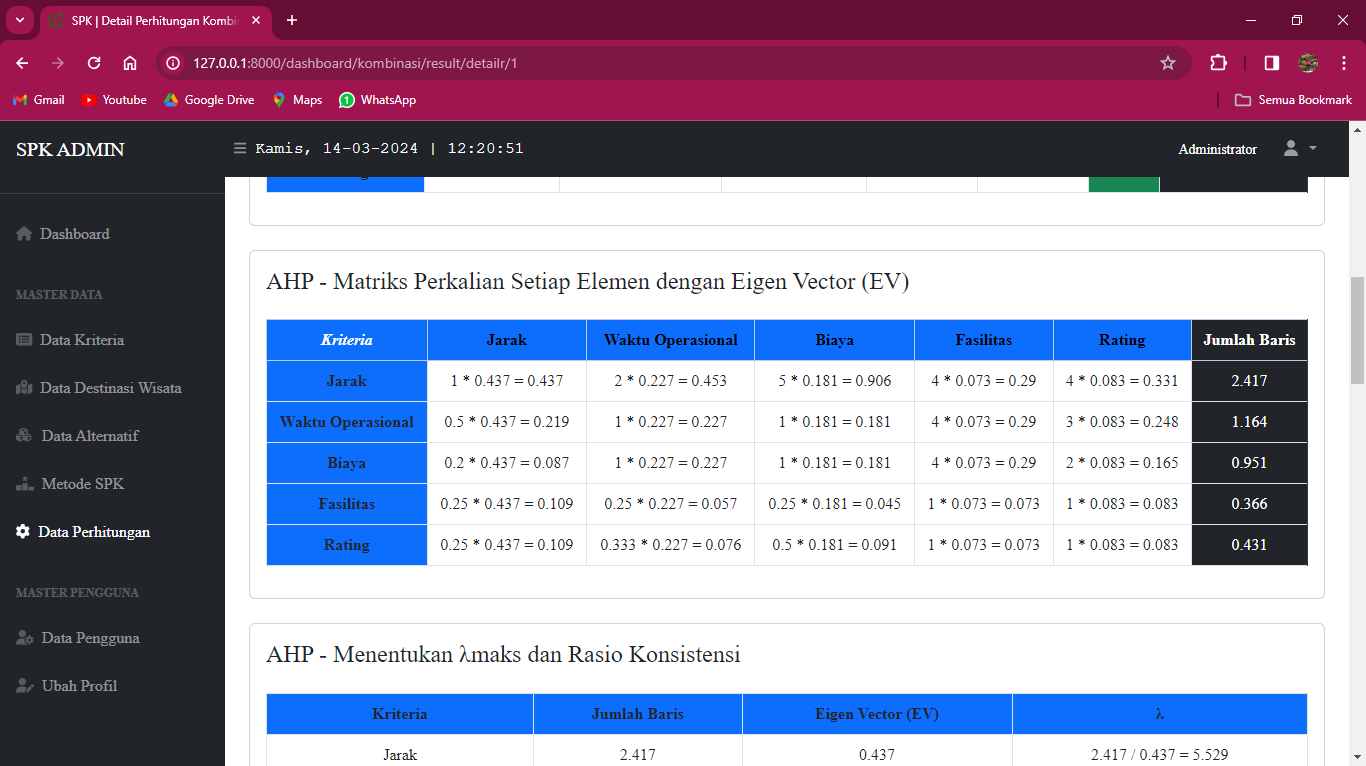 SPK | Detail Perhitungan Kombin
127.0.0.1:8000/dashboard/kombinasi/result/detailr/1
Gmail Youtube Google Drive Maps 1 WhatsApp Semua Bookmark
SPK ADMIN Kamis, 14-03-2024 | 12:20:51 Administrator
Dashboard
MASTER DATA
Data Kriteria
Data Destinasi Wisata
Data Alternatif
Metode SPK
Data Perhitungan
MASTER PENGGUNA
Data Pengguna
Ubah Profil
AHP - Matriks Perkalian Setiap Elemen dengan Eigen Vector (EV)
Kriteria Jarak Waktu Operasional Biaya Fasilitas Rating Jumlah Baris
Jarak 1 * 0.437 = 0.437 2 * 0.227 = 0.453 5 * 0.181 = 0.906 4 * 0.073 = 0.29 4 * 0.083 = 0.331 2.417
Waktu Operasional 0.5 * 0.437 = 0.219 1 * 0.227 = 0.227 1 * 0.181 = 0.181 4 * 0.073 = 0.29 3 * 0.083 = 0.248 1.164
Biaya 0.2 * 0.437 = 0.087 1 * 0.227 = 0.227 1 * 0.181 = 0.181 4 * 0.073 = 0.29 2 * 0.083 = 0.165 0.951
Fasilitas 0.25 * 0.437 = 0.109 0.25 * 0.227 = 0.057 0.25 * 0.181 = 0.045 1 * 0.073 = 0.073 1 * 0.083 = 0.083 0.366
Rating 0.25 * 0.437 = 0.109 0.333 * 0.227 = 0.076 0.5 * 0.181 = 0.091 1 * 0.073 = 0.073 1 * 0.083 = 0.083 0.431
AHP - Menentukan λmaks dan Rasio Konsistensi
Kriteria Jumlah Baris Eigen Vector (EV) λ
Jarak 2.417 0.437 2.417 / 0.437 = 5.529